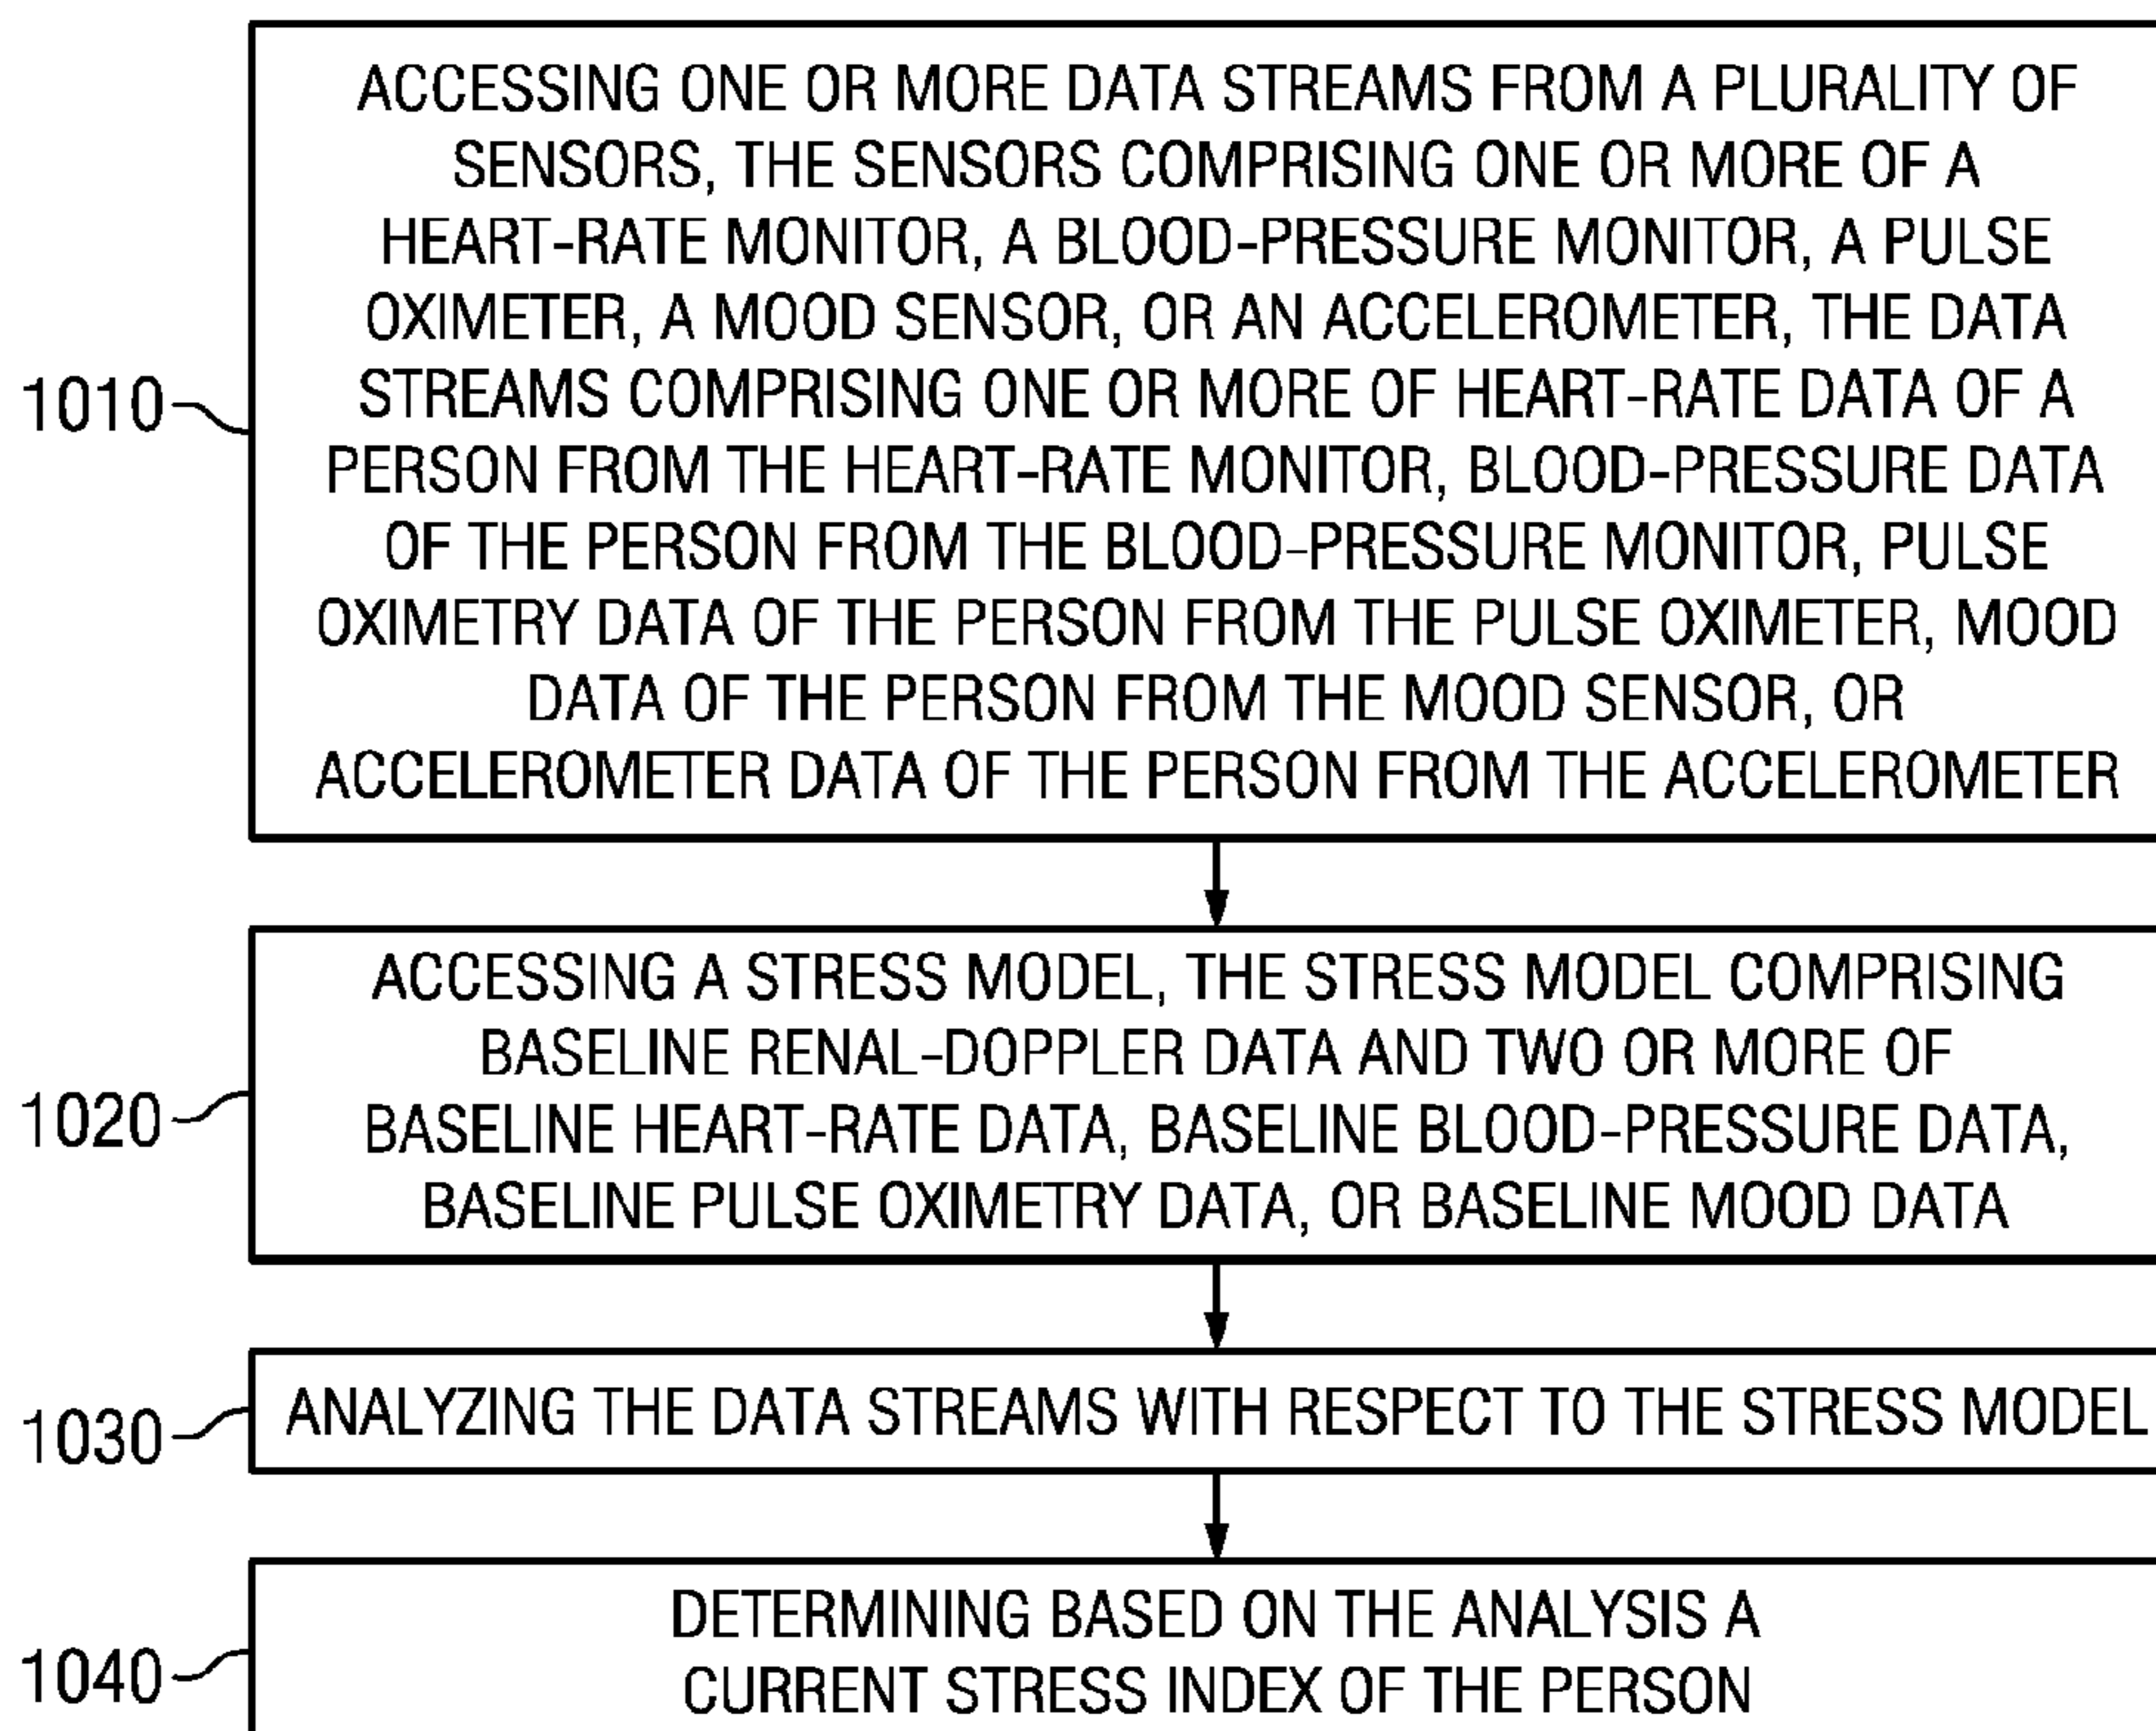 ACCESSING ONE OR MORE DATA STREAMS FROM A PLURALITY OF
SENSORS, THE SENSORS COMPRISING ONE OR MORE OF A
HEART-RATE MONITOR, A BLOOD-PRESSURE MONITOR, A PULSE
OXIMETER, A MOOD SENSOR, OR AN ACCELEROMETER, THE DATA
STREAMS COMPRISING ONE OR MORE OF HEART-RATE DATA OF A
PERSON FROM THE HEART-RATE MONITOR, BLOOD-PRESSURE DATA
OF THE PERSON FROM THE BLOOD-PRESSURE MONITOR, PULSE
OXIMETRY DATA OF THE PERSON FROM THE PULSE OXIMETER, MOOD
DATA OF THE PERSON FROM THE MOOD SENSOR, OR
ACCELEROMETER DATA OF THE PERSON FROM THE ACCELEROMETER
1010
ACCESSING A STRESS MODEL, THE STRESS MODEL COMPRISING
BASELINE RENAL-DOPPLER DATA AND TWO OR MORE OF
BASELINE HEART-RATE DATA, BASELINE BLOOD-PRESSURE DATA,
BASELINE PULSE OXIMETRY DATA, OR BASELINE MOOD DATA
1020
ANALYZING THE DATA STREAMS WITH RESPECT TO THE STRESS MODEL
1030
DETERMINING BASED ON THE ANALYSIS A
CURRENT STRESS INDEX OF THE PERSON
1040